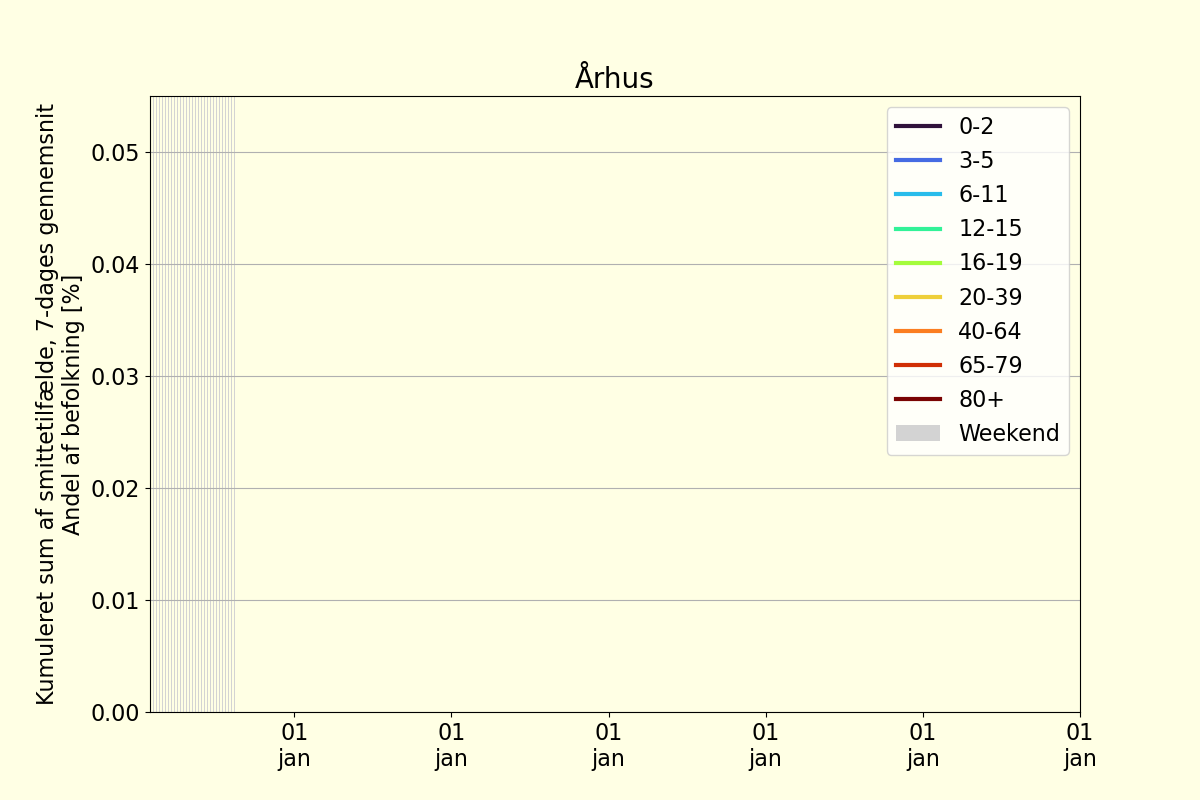 Århus
Kumuleret sum af smittetilfælde, 7-dages gennemsnit
Andel af befolkning [%]
0.05
0.04
0.03
0.02
0.01
0.00
0-2
3-5
6-11
12-15
16-19
20-39
40-64
65-79
80+
Weekend
01
jan
01
jan
01
jan
01
jan
01
jan
01
jan